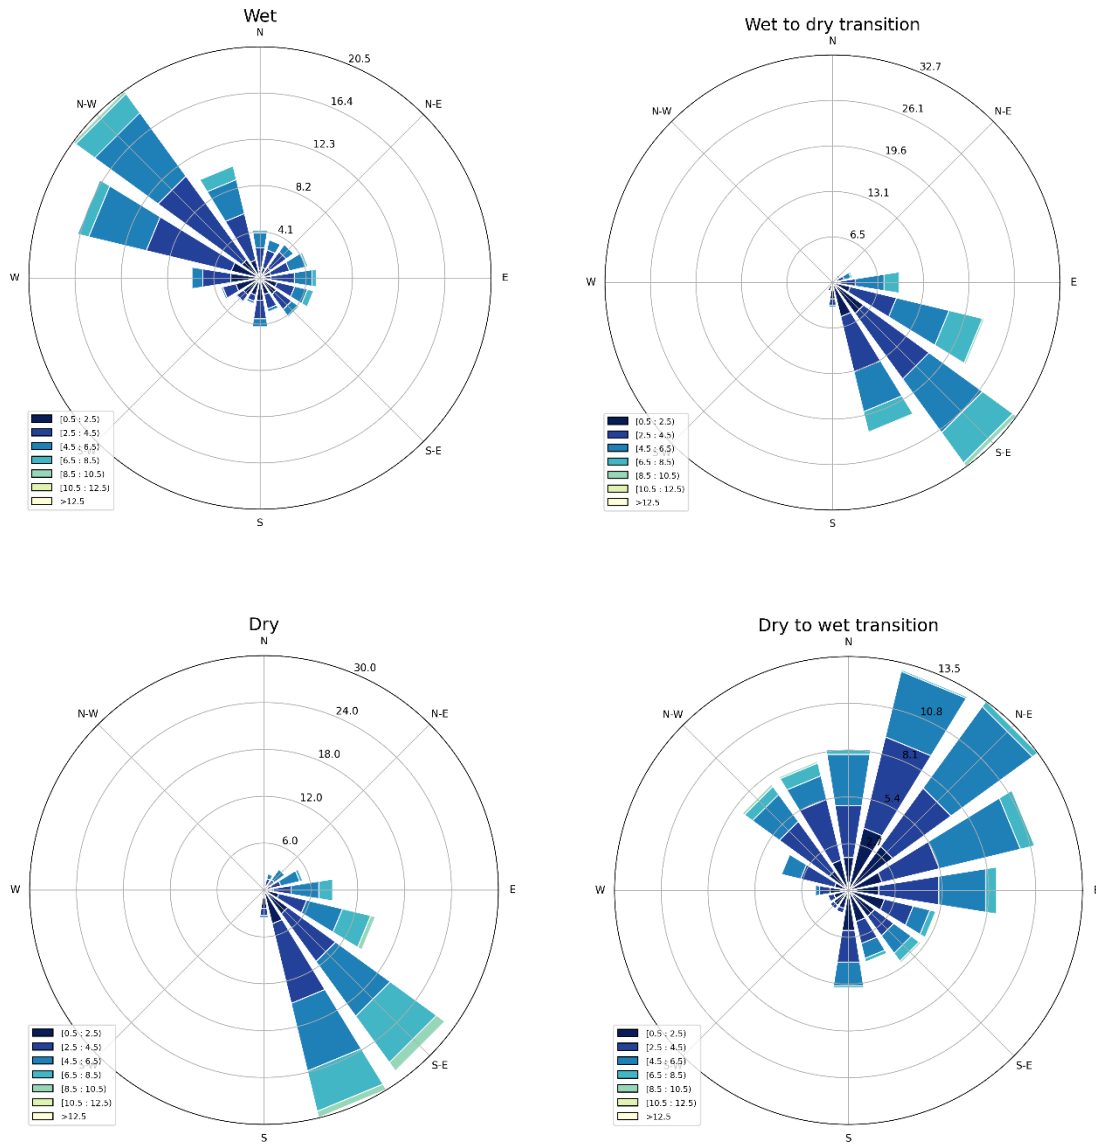 Wet
N
20.5
N-W
N-E
16.4
12.3
8.2
4.1
W
E
[0.5 : 2.5)
[2.5 : 4.5)
[4.5 : 6.5)
[6.5 : 8.5)
[8.5 : 10.5)
[10.5 : 12.5)
>12.5
S-E
S
Wet to dry transition
N
32.7
N-W
N-E
26.1
19.6
13.1
6.5
E
[0.5 : 2.5)
[2.5 : 4.5)
[4.5 : 6.5)
[6.5 : 8.5)
[8.5 : 10.5)
[10.5 : 12.5)
>12.5
S-E
S
Dry
N
30.0
N-W
N-E
24.0
18.0
12.0
6.0
W
E
[0.5 : 2.5)
[2.5 : 4.5)
[4.5 : 6.5)
[6.5 : 8.5)
[8.5 : 10.5)
[10.5 : 12.5)
>12.5
S-E
S
Dry to wet transition
N
13.5
N-W
N-E
10.8
8.1
5.4
W
[0.5 : 2.5)
[2.5 : 4.5)
[4.5 : 6.5)
[6.5 : 8.5)
[8.5 : 10.5)
[10.5 : 12.5)
>12.5
S-E
S